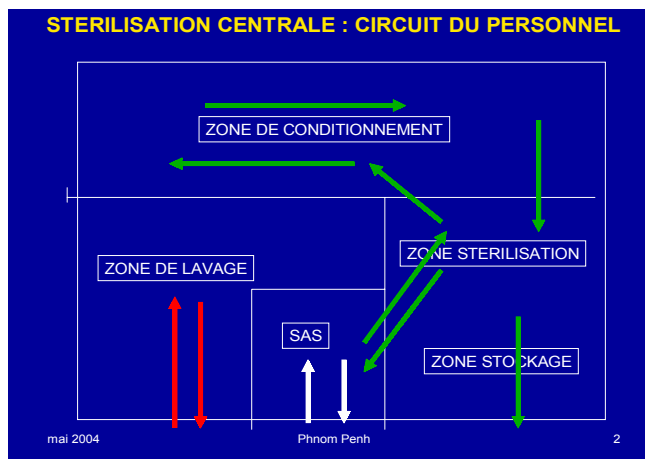 STERILISATION CENTRALE : CIRCUIT DU PERSONNEL
ZONE DE CONDITIONNEMENT
ZONE STERILISATION
ZONE DE LAVAGE
SAS
ZONE STOCKAGE
mai 2004
Phnom Penh
2